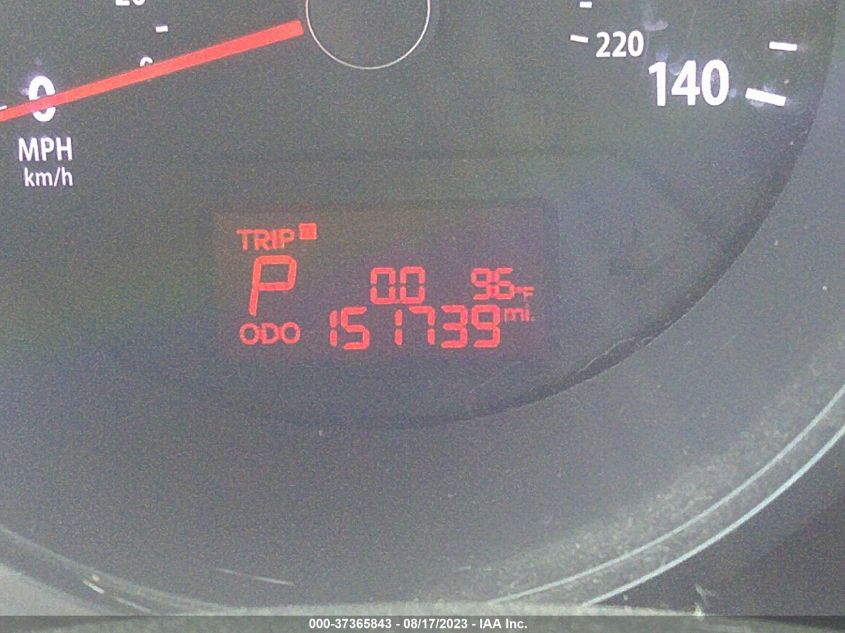 220
140
0
MPH
km/h
TRIP
P 0.0 96°F
ODO 151739 mi.
000-37365843 - 08/17/2023 - IAA Inc.